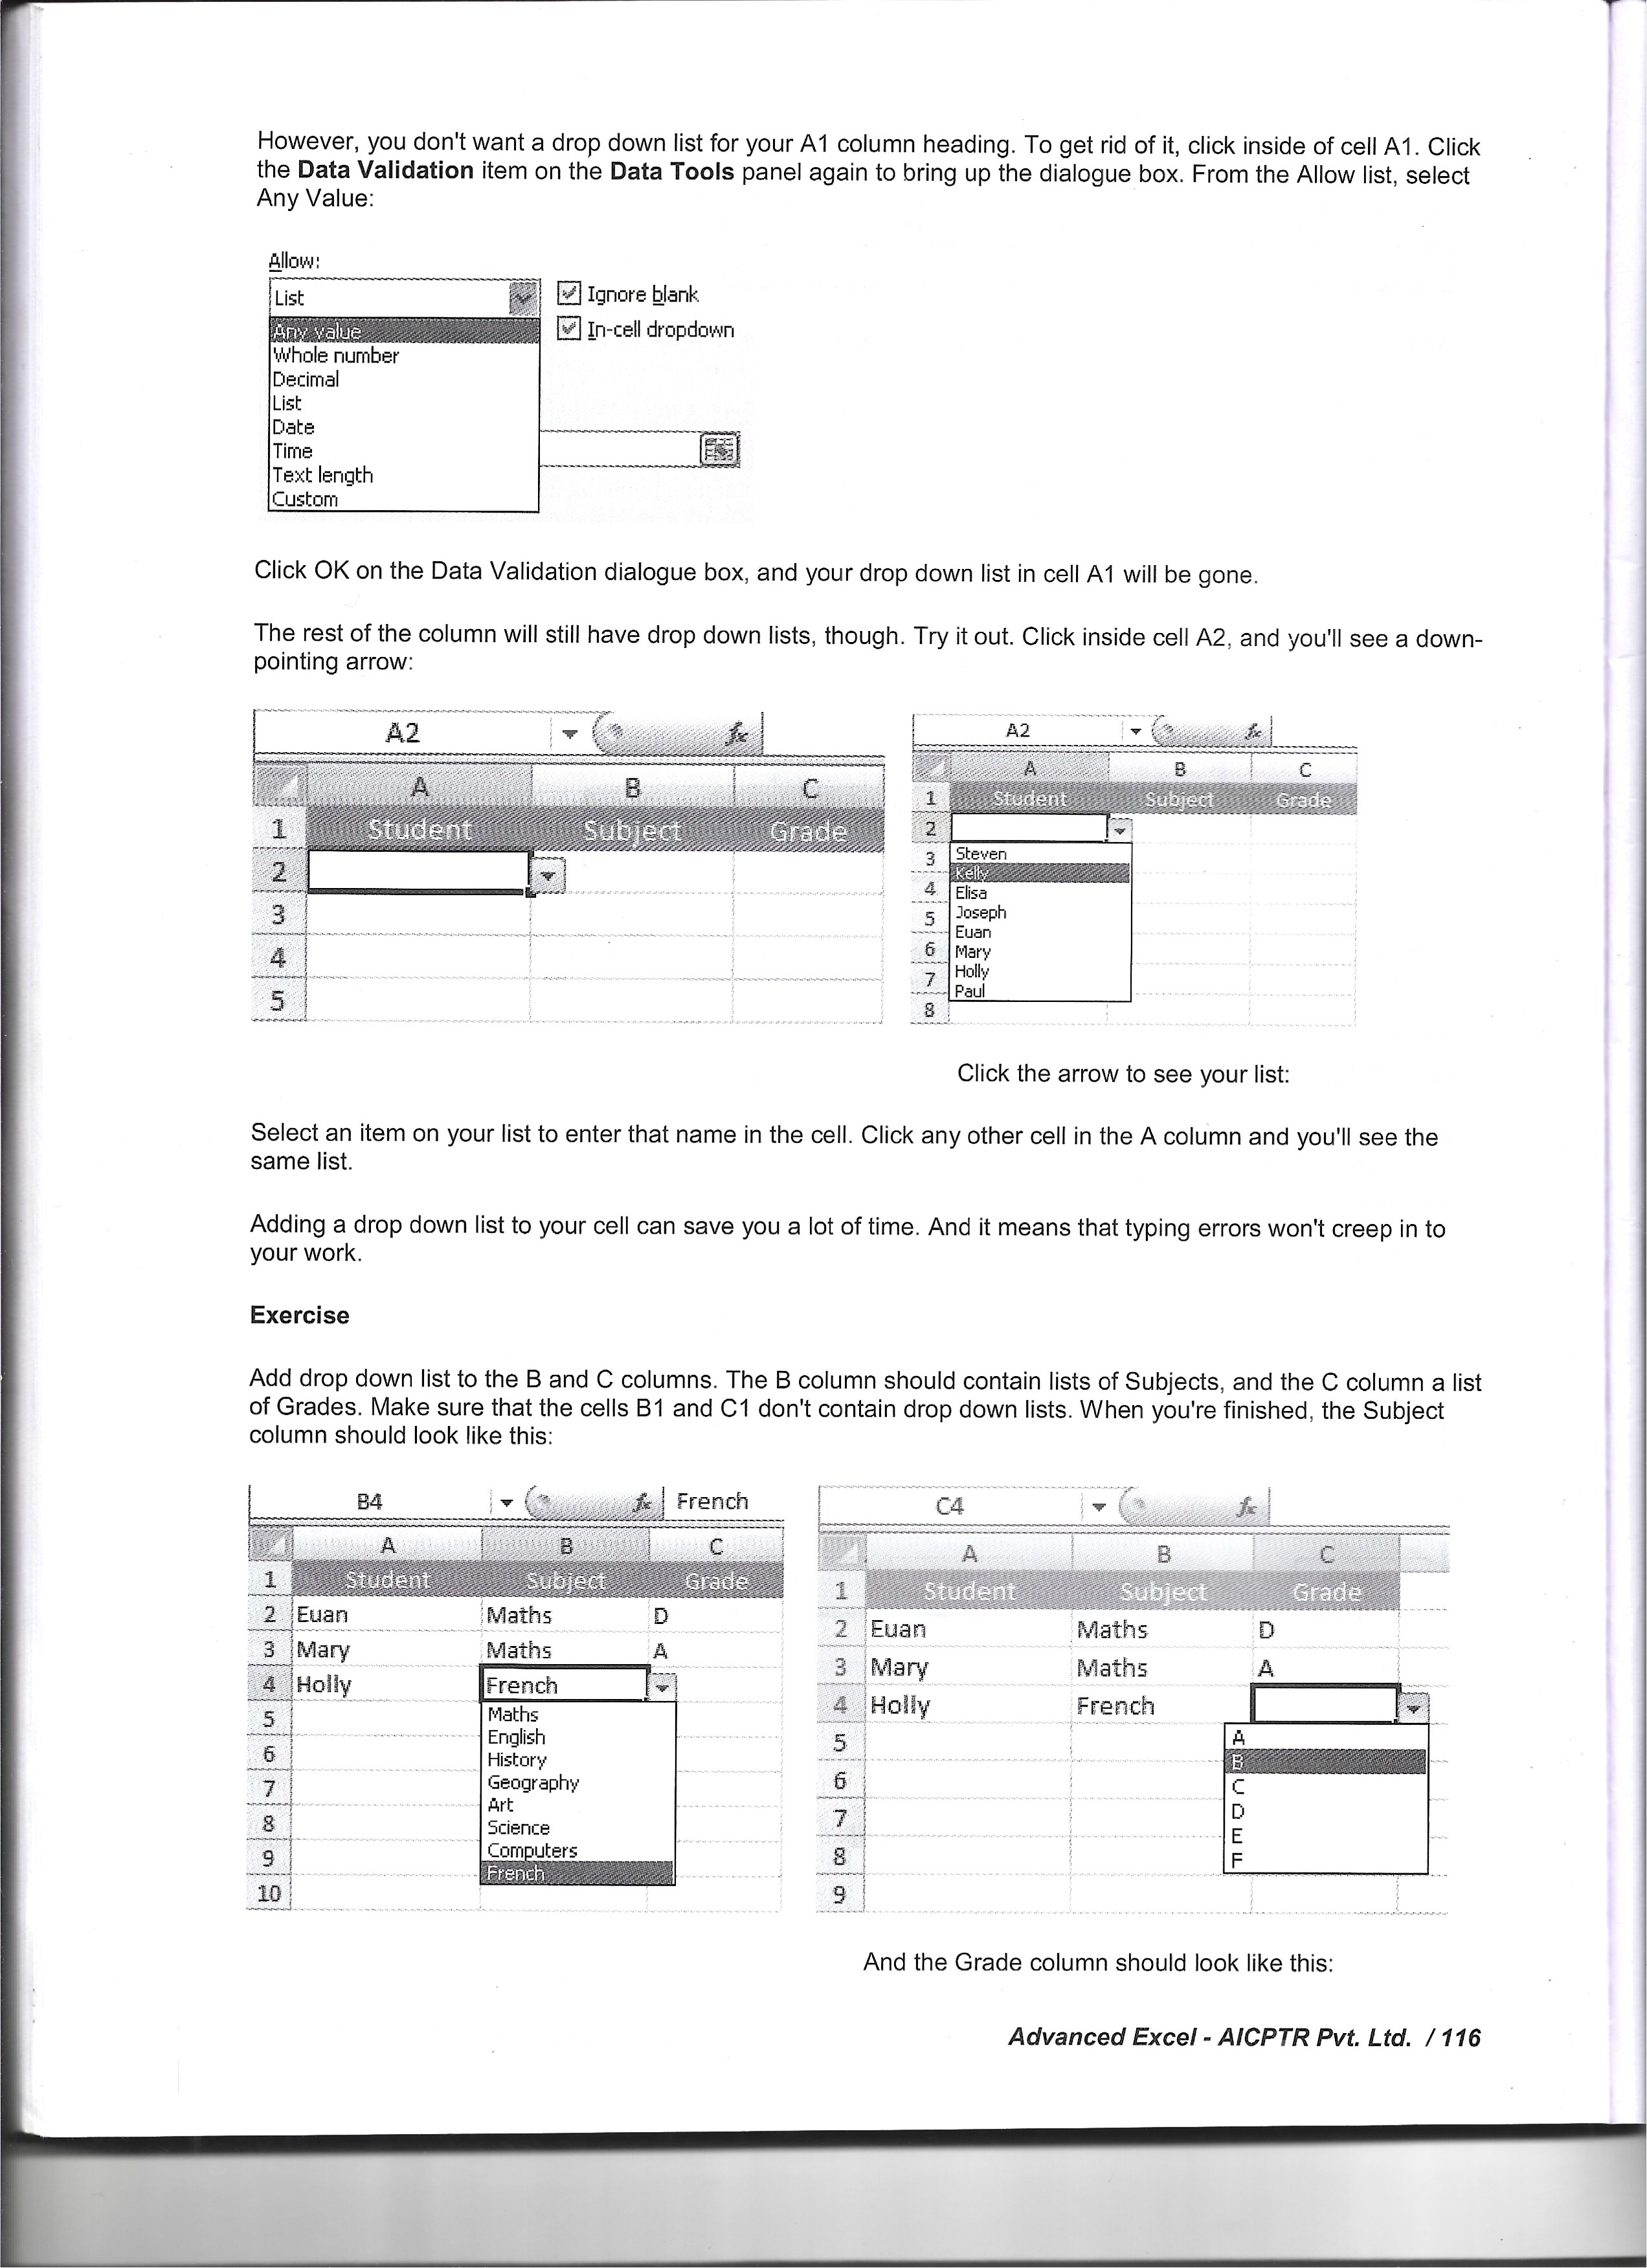 However, you don't want a drop down list for your A1 column heading. To get rid of it, click inside of cell A1. Click
the Data Validation item on the Data Tools panel again to bring up the dialogue box. From the Allow list, select
Any Value:
Allow:
List
Ignore blank
In-cell dropdown
Any value
Whole number
Decimal
List
Date
Time
Text length
Custom
Click OK on the Data Validation dialogue box, and your drop down list in cell A1 will be gone.
The rest of the column will still have drop down lists, though. Try it out. Click inside cell A2, and you'll see a down-
pointing arrow:
A2 fx
A B C
1 Student Subject Grade
2
3
4
5
A2 fx
A B C
1 Student Subject Grade
2
3 Steven
Kelly
4 Elisa
5 Joseph
Euan
6 Mary
7 Holly
Paul
8
Click the arrow to see your list:
Select an item on your list to enter that name in the cell. Click any other cell in the A column and you'll see the
same list.
Adding a drop down list to your cell can save you a lot of time. And it means that typing errors won't creep in to
your work.
Exercise
Add drop down list to the B and C columns. The B column should contain lists of Subjects, and the C column a list
of Grades. Make sure that the cells B1 and C1 don't contain drop down lists. When you're finished, the Subject
column should look like this:
B4 fx French
A B C
1 Student Subject Grade
2 Euan Maths D
3 Mary Maths A
4 Holly French
5 Maths
English
6 History
7 Geography
Art
8 Science
9 Computers
French
10
C4 fx
A B C
1 Student Subject Grade
2 Euan Maths D
3 Mary Maths A
4 Holly French
5 A
B
6 C
7 D
E
8 F
9
And the Grade column should look like this:
Advanced Excel - AICPTR Pvt. Ltd. / 116